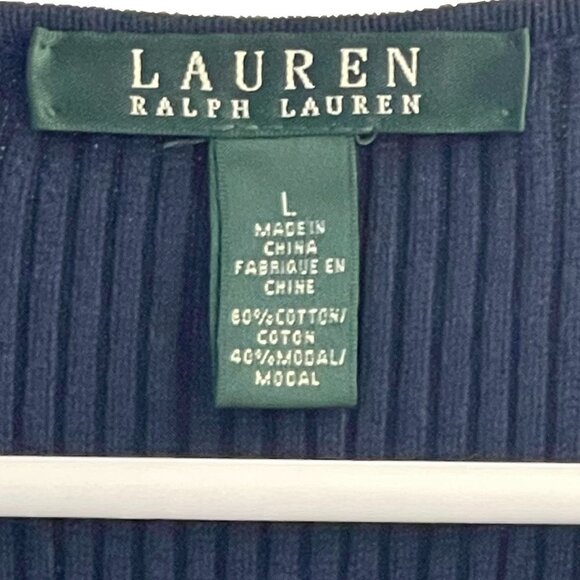 LAUREN
RALPH LAUREN
L
MADE IN
CHINA
FABRIQUE EN
CHINE
60%COTTON/
COTON
40%MODAL/
MODAL